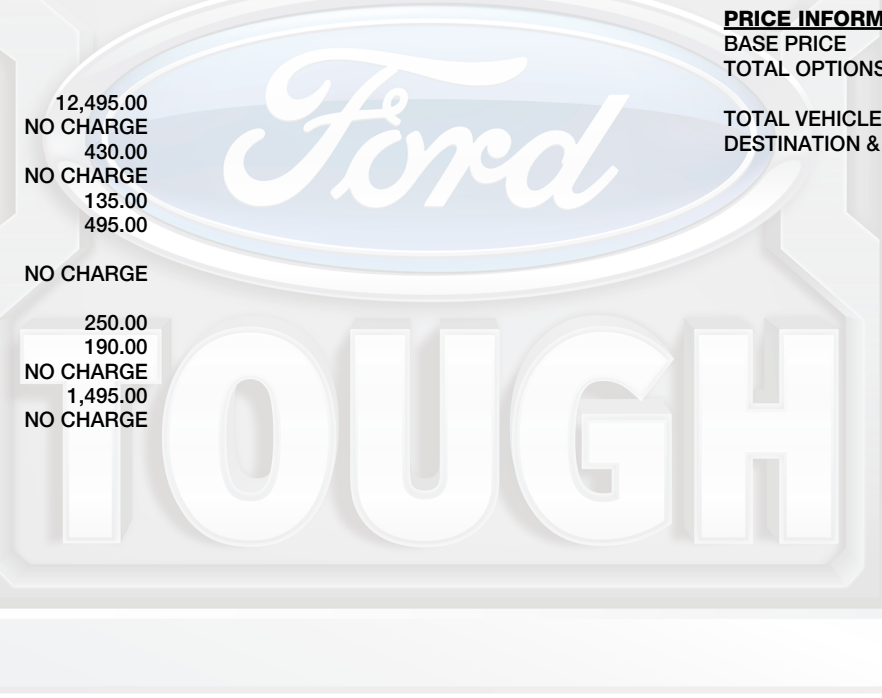 12,495.00
NO CHARGE
430.00
NO CHARGE
135.00
495.00
NO CHARGE
250.00
190.00
NO CHARGE
1,495.00
NO CHARGE
PRICE INFORM
BASE PRICE
TOTAL OPTIONS
TOTAL VEHICLE
DESTINATION &
Ford
TOUGH